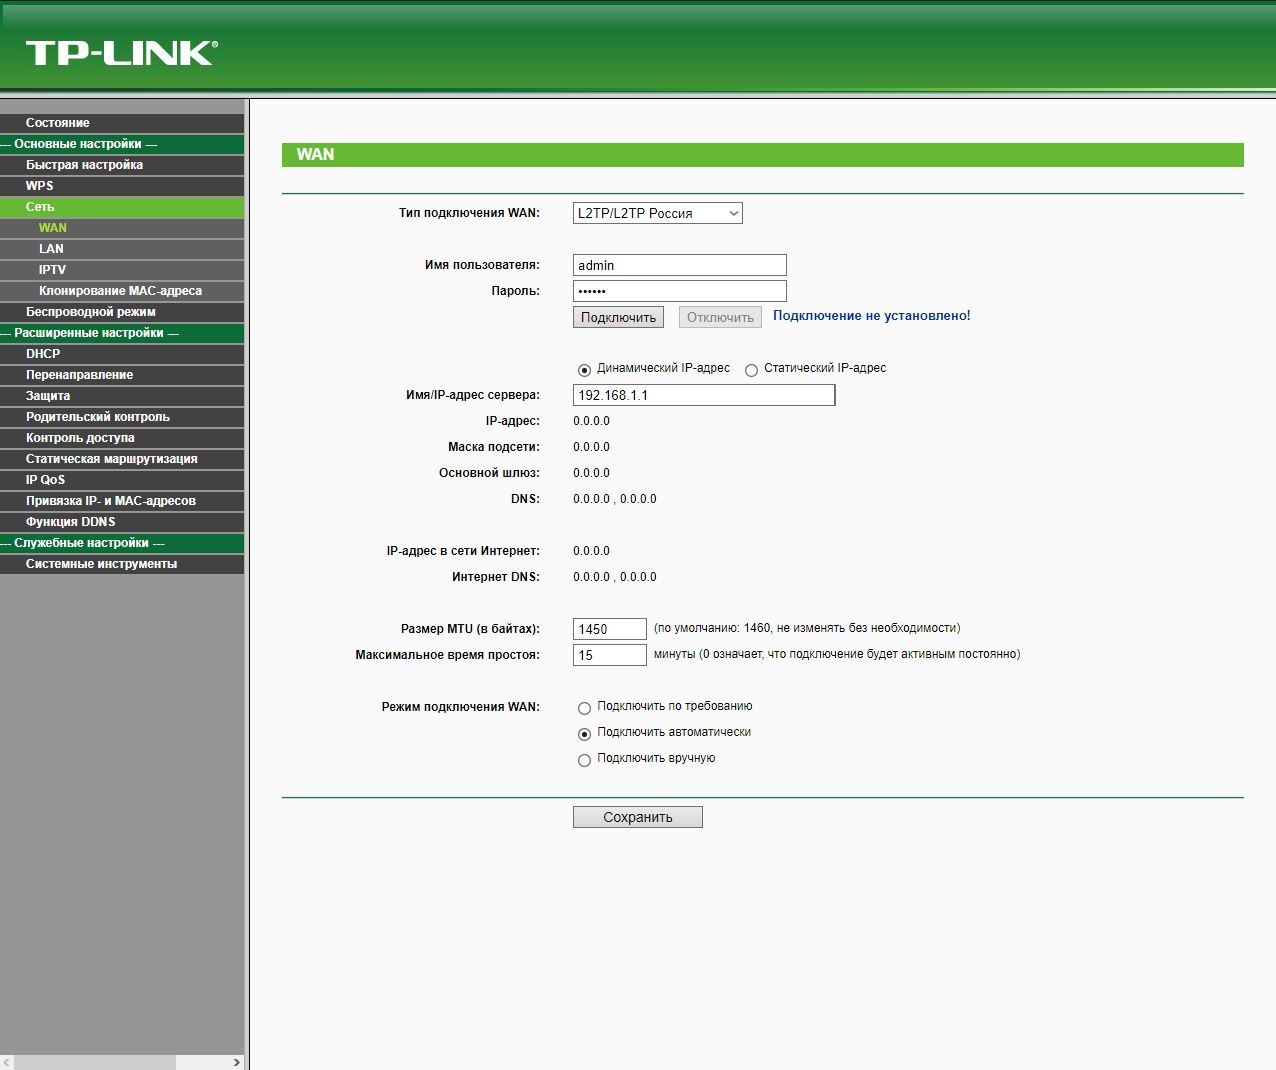 TP-LINK®
Состояние
--- Основные настройки ---
Быстрая настройка
WPS
Сеть
WAN
LAN
IPTV
Клонирование MAC-адреса
Беспроводной режим
--- Расширенные настройки ---
DHCP
Перенаправление
Защита
Родительский контроль
Контроль доступа
Статическая маршрутизация
IP QoS
Привязка IP- и MAC-адресов
Функция DDNS
--- Служебные настройки ---
Системные инструменты
WAN
Тип подключения WAN: L2TP/L2TP Россия
Имя пользователя: admin
Пароль: ••••••
Подключить Отключить Подключение не установлено!
Динамический IP-адрес Статический IP-адрес
Имя/IP-адрес сервера: 192.168.1.1
IP-адрес: 0.0.0.0
Маска подсети: 0.0.0.0
Основной шлюз: 0.0.0.0
DNS: 0.0.0.0 , 0.0.0.0
IP-адрес в сети Интернет: 0.0.0.0
Интернет DNS: 0.0.0.0 , 0.0.0.0
Размер MTU (в байтах): 1450 (по умолчанию: 1460, не изменять без необходимости)
Максимальное время простоя: 15 минуты (0 означает, что подключение будет активным постоянно)
Режим подключения WAN: Подключить по требованию
Подключить автоматически
Подключить вручную
Сохранить